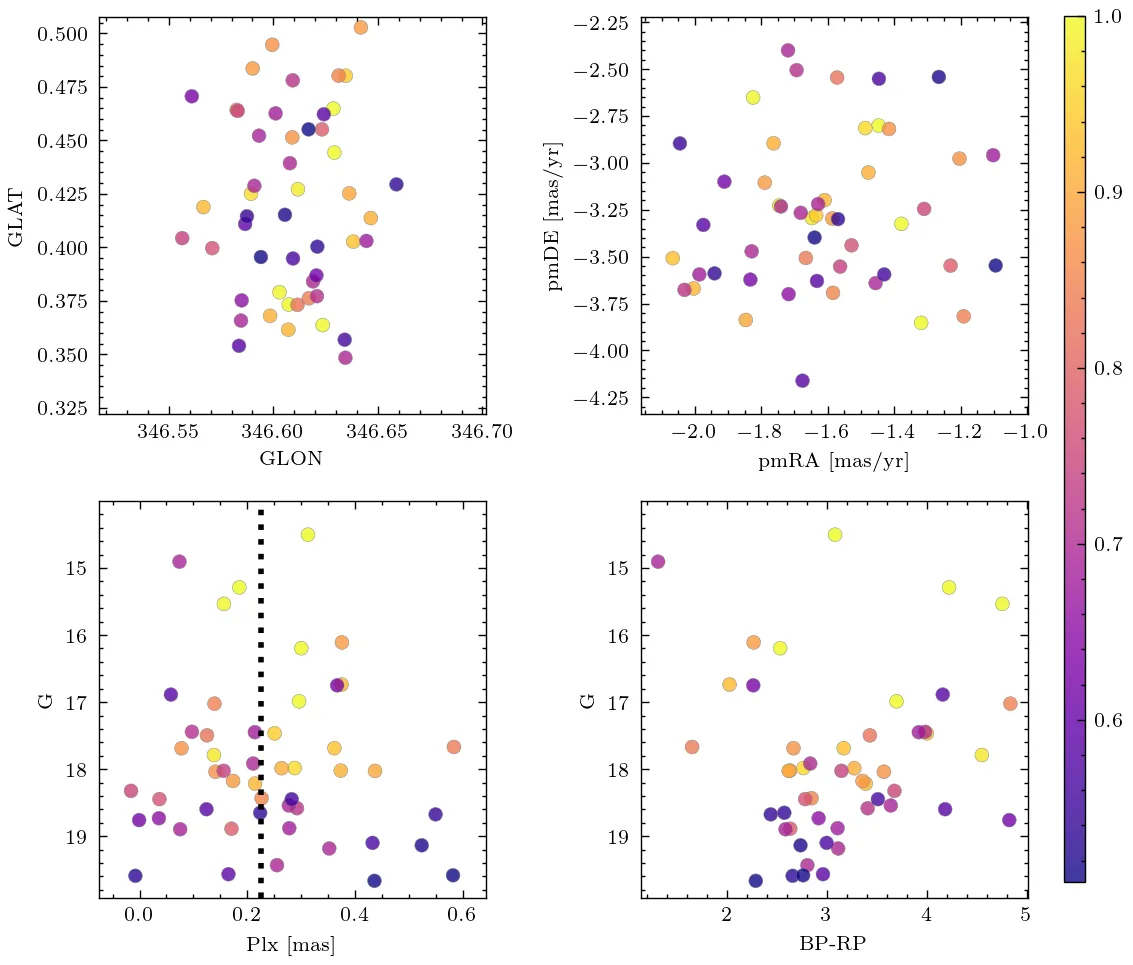 0.500
0.475
0.450
0.425
0.400
0.375
0.350
0.325
GLAT
346.55 346.60 346.65 346.70
GLON
−2.25
−2.50
−2.75
−3.00
−3.25
−3.50
−3.75
−4.00
−4.25
pmDE [mas/yr]
−2.0 −1.8 −1.6 −1.4 −1.2 −1.0
pmRA [mas/yr]
15
16
17
18
19
G
0.0 0.2 0.4 0.6
Plx [mas]
15
16
17
18
19
G
2 3 4 5
BP-RP
1.0
0.9
0.8
0.7
0.6